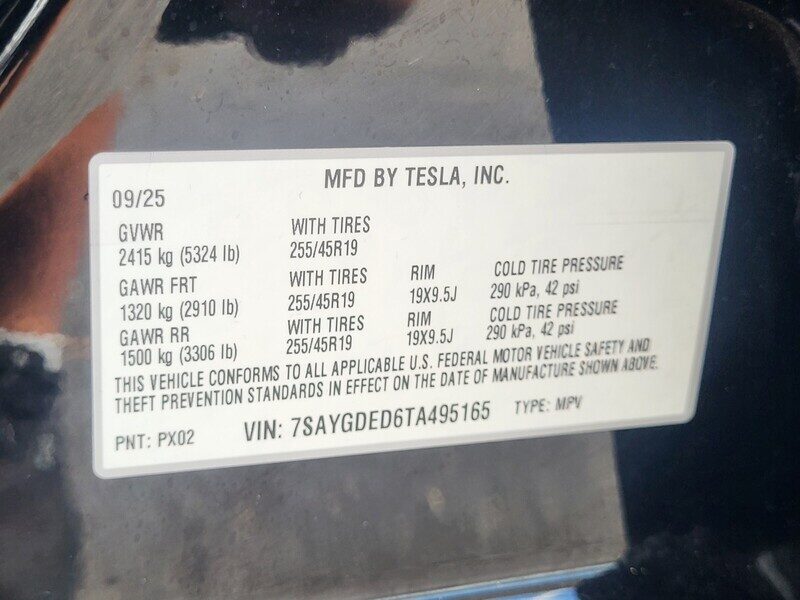 MFD BY TESLA, INC.
09/25
GVWR WITH TIRES
2415 kg (5324 lb) 255/45R19
GAWR FRT WITH TIRES RIM COLD TIRE PRESSURE
1320 kg (2910 lb) 255/45R19 19X9.5J 290 kPa, 42 psi
GAWR RR WITH TIRES RIM COLD TIRE PRESSURE
1500 kg (3306 lb) 255/45R19 19X9.5J 290 kPa, 42 psi
THIS VEHICLE CONFORMS TO ALL APPLICABLE U.S. FEDERAL MOTOR VEHICLE SAFETY AND
THEFT PREVENTION STANDARDS IN EFFECT ON THE DATE OF MANUFACTURE SHOWN ABOVE.
PNT: PX02 VIN: 7SAYGDED6TA495165 TYPE: MPV